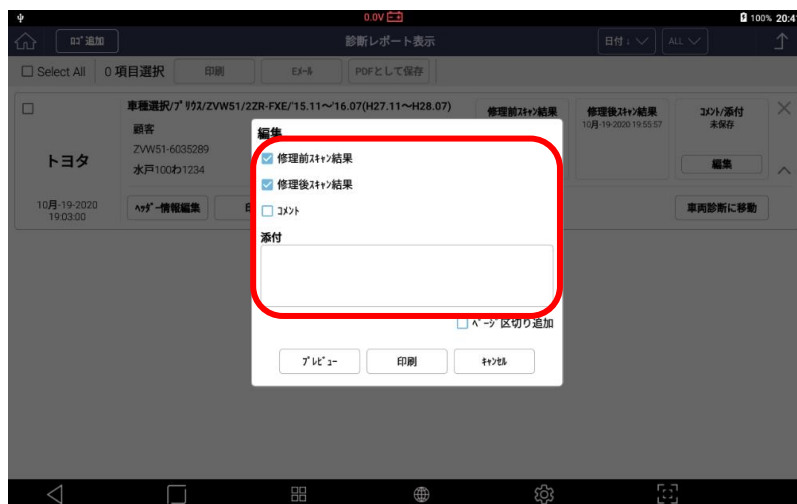 0.0V
100% 20:4
ﾛｺﾞ追加
診断レポート表示
日付↓
ALL
Select All
0 項目選択
印刷
Eﾒｰﾙ
PDFとして保存
車種選択/ﾌﾟﾘｳｽ/ZVW51/2ZR-FXE/'15.11～'16.07(H27.11～H28.07)
顧客
ZVW51-6035289
水戸100わ1234
トヨタ
10月-19-2020
19:03:00
ﾍｯﾀﾞｰ情報編集
修理前ｽｷｬﾝ結果
修理後ｽｷｬﾝ結果
10月-19-2020 19:55:57
ｺﾒﾝﾄ/添付
未保存
編集
車両診断に移動
編集
修理前ｽｷｬﾝ結果
修理後ｽｷｬﾝ結果
ｺﾒﾝﾄ
添付
ﾍﾟｰｼﾞ区切り追加
ﾌﾟﾚﾋﾞｭｰ
印刷
ｷｬﾝｾﾙ